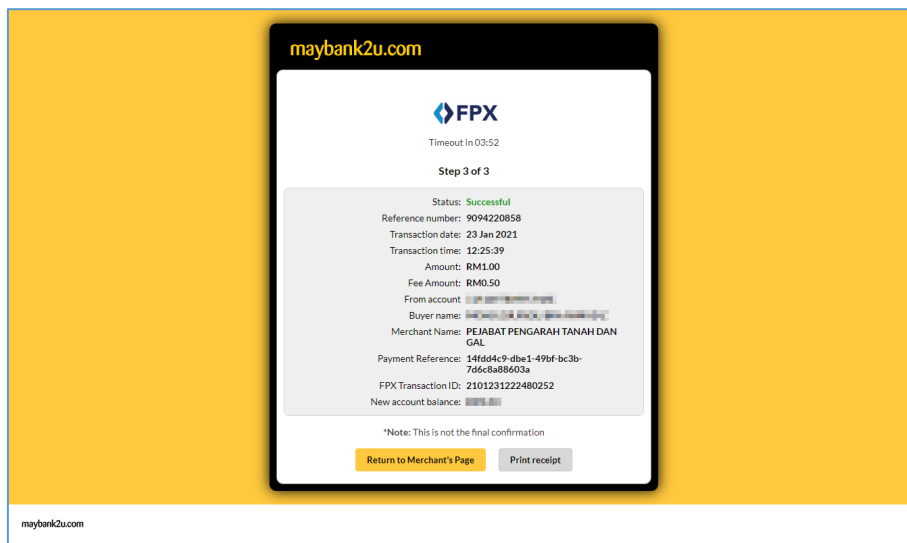 maybank2u.com
FPX
Timeout in 03:52
Step 3 of 3
Status: Successful
Reference number: 9094220858
Transaction date: 23 Jan 2021
Transaction time: 12:25:39
Amount: RM1.00
Fee Amount: RM0.50
From account
Buyer name:
Merchant Name: PEJABAT PENGARAH TANAH DAN
GAL
Payment Reference: 14fdd4c9-dbe1-49bf-bc3b-
7d6c8a88603a
FPX Transaction ID: 2101231222480252
New account balance:
*Note: This is not the final confirmation
Return to Merchant's Page Print receipt
maybank2u.com